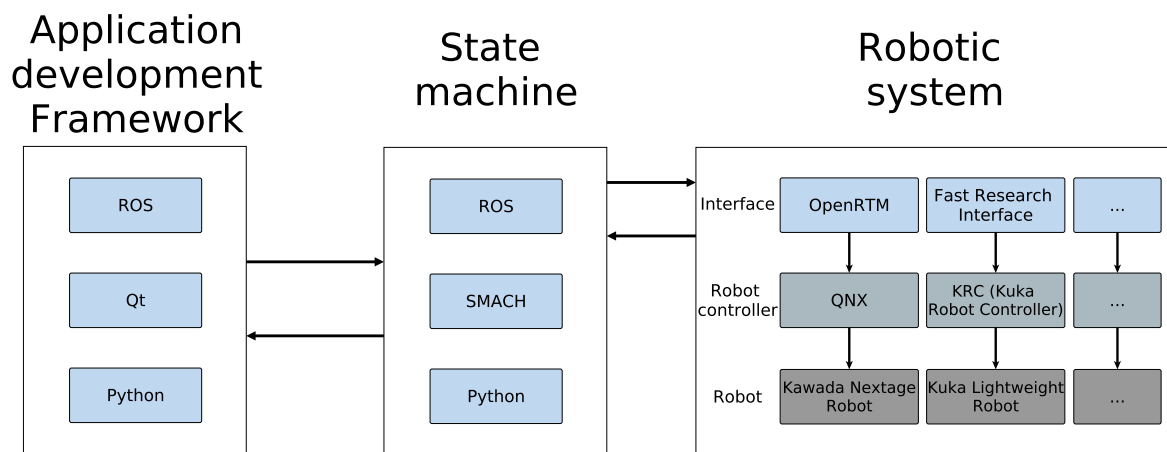 Application
development
Framework
State
machine
Robotic
system
ROS
Qt
Python
ROS
SMACH
Python
Interface
OpenRTM
Fast Research
Interface
...
Robot
controller
QNX
KRC (Kuka
Robot Controller)
...
Robot
Kawada Nextage
Robot
Kuka Lightweight
Robot
...